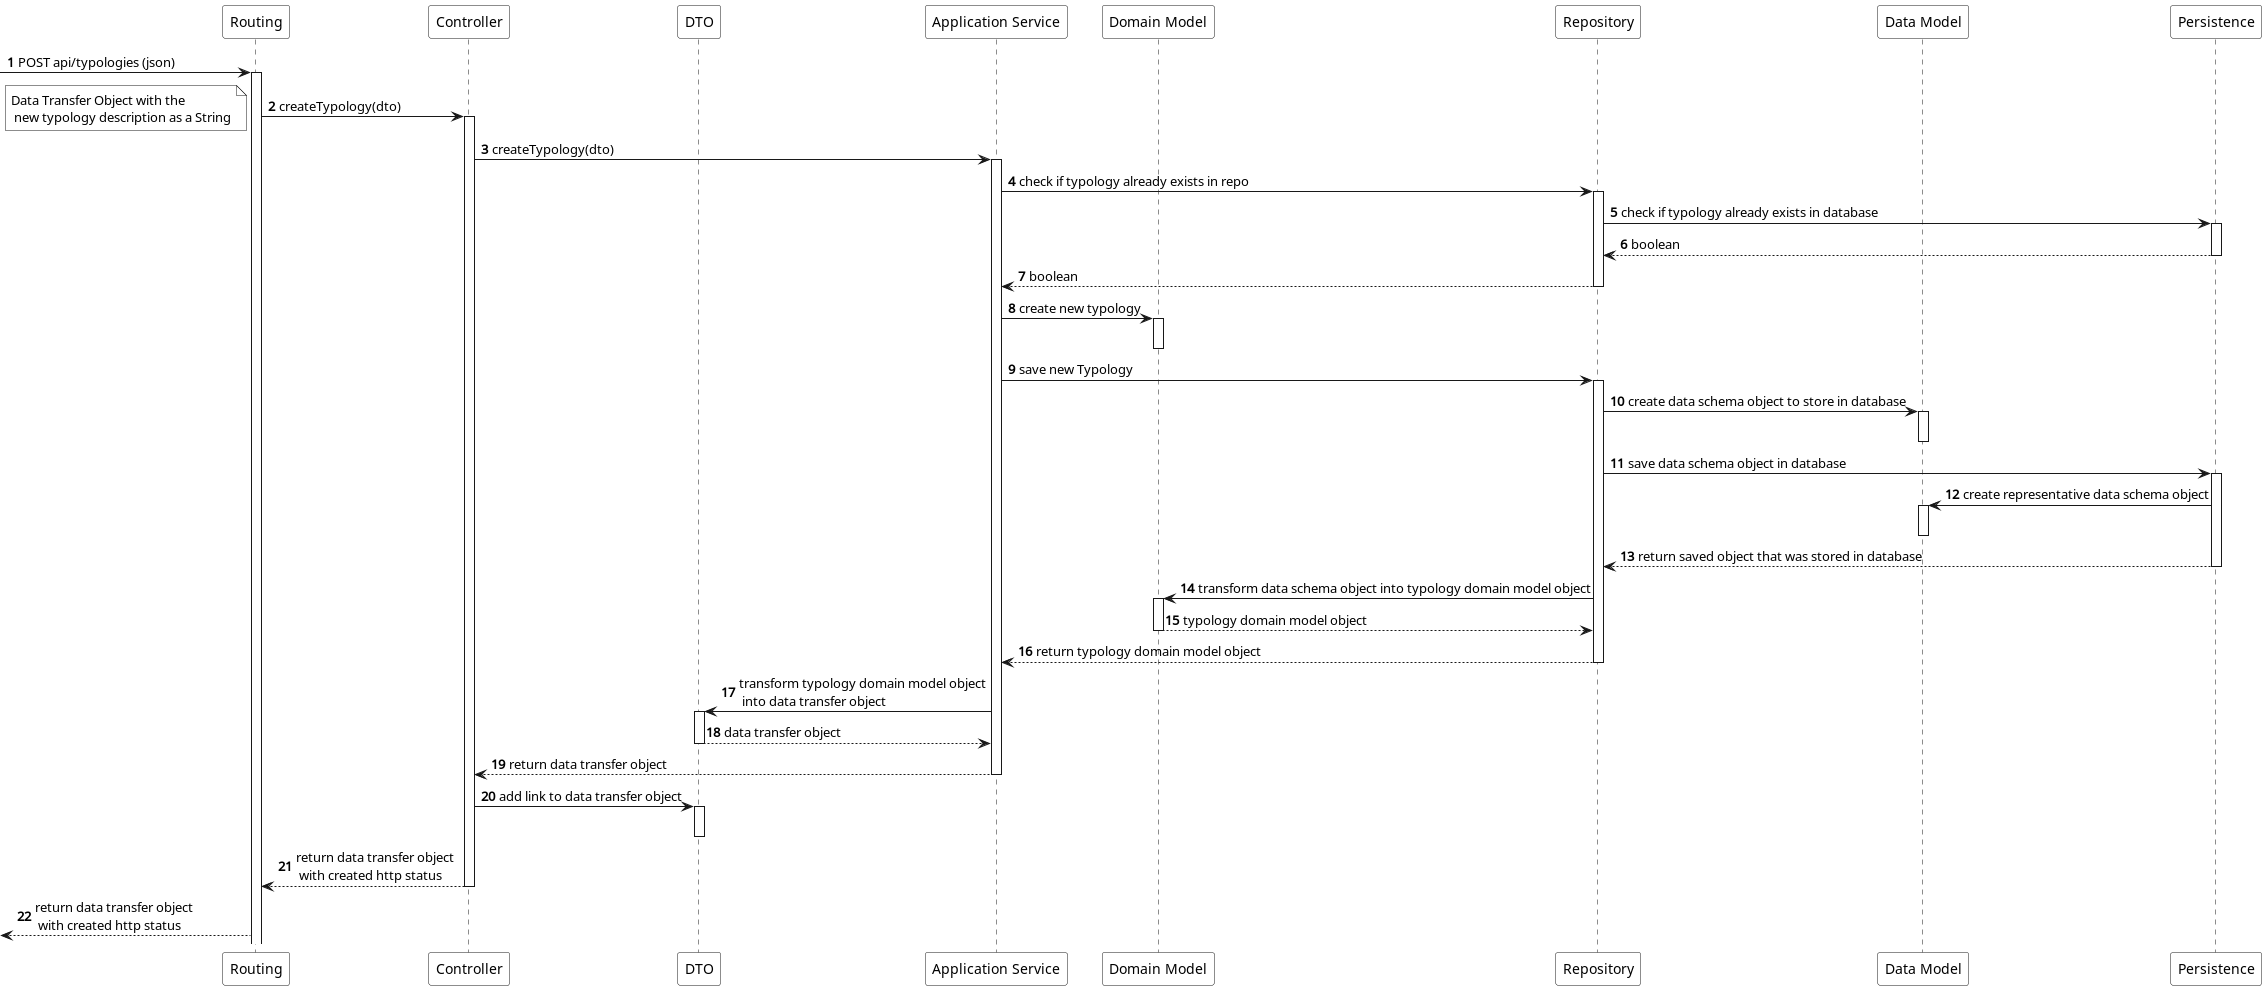 Routing
Controller
DTO
Application Service
Domain Model
Repository
Data Model
Persistence
1 POST api/typologies (json)
Data Transfer Object with the
new typology description as a String
2 createTypology(dto)
3 createTypology(dto)
4 check if typology already exists in repo
5 check if typology already exists in database
6 boolean
7 boolean
8 create new typology
9 save new Typology
10 create data schema object to store in database
11 save data schema object in database
12 create representative data schema object
13 return saved object that was stored in database
14 transform data schema object into typology domain model object
15 typology domain model object
16 return typology domain model object
17 transform typology domain model object
into data transfer object
18 data transfer object
19 return data transfer object
20 add link to data transfer object
21 return data transfer object
with created http status
22 return data transfer object
with created http status
Routing
Controller
DTO
Application Service
Domain Model
Repository
Data Model
Persistence